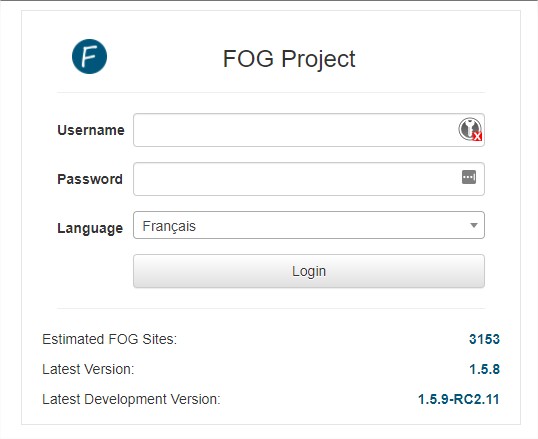 F
FOG Project
Username
Password
Language Français
Login
Estimated FOG Sites: 3153
Latest Version: 1.5.8
Latest Development Version: 1.5.9-RC2.11